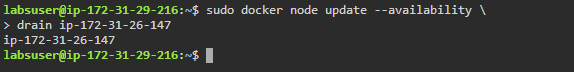 labsuser@ip-172-31-29-216:~$ sudo docker node update --availability \
> drain ip-172-31-26-147
ip-172-31-26-147
labsuser@ip-172-31-29-216:~$